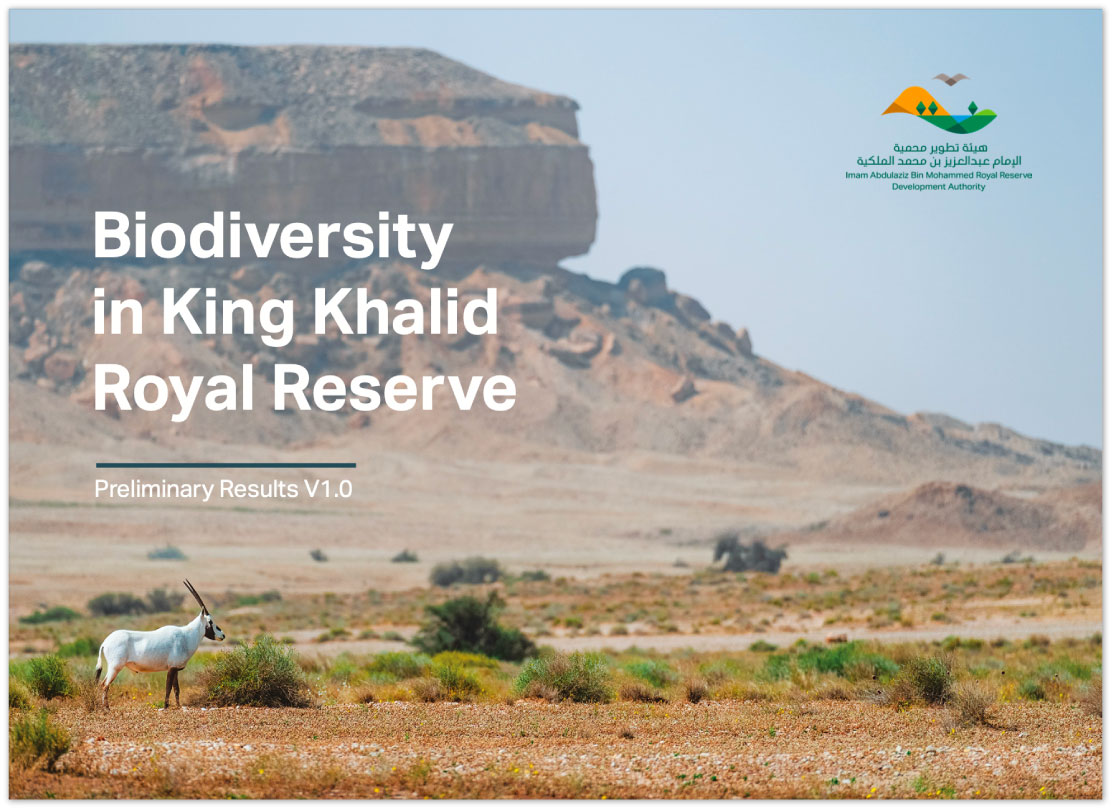 هيئة تطوير محمية
الإمام عبدالعزيز بن محمد الملكية
Imam Abdulaziz Bin Mohammed Royal Reserve
Development Authority
Biodiversity
in King Khalid
Royal Reserve
Preliminary Results V1.0